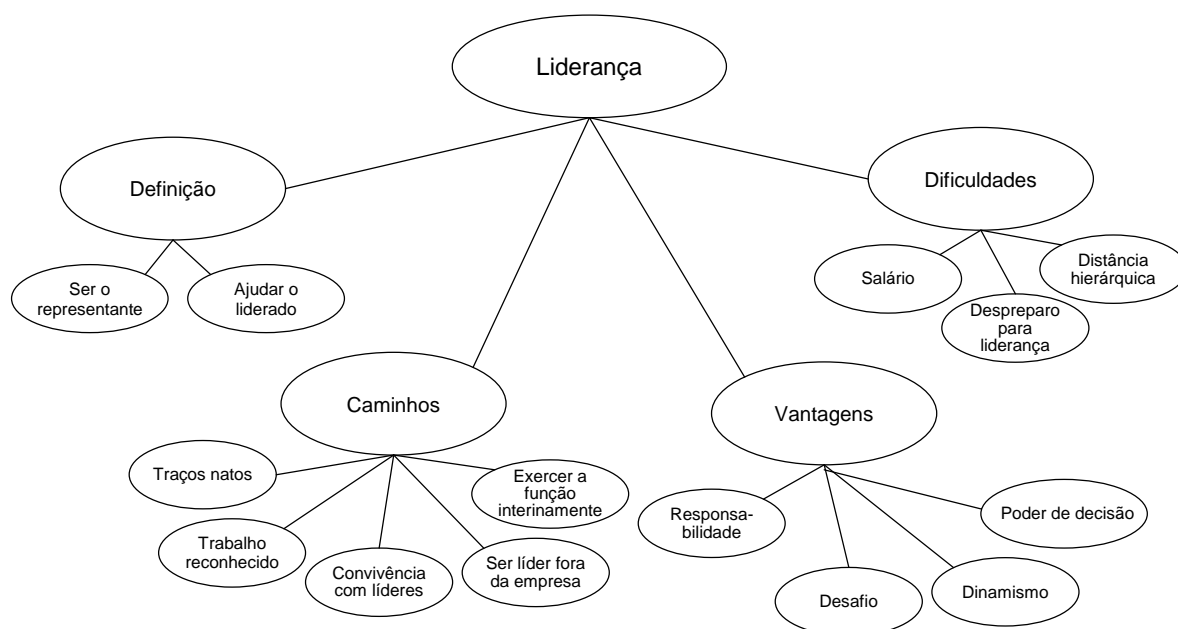 Liderança
Definição
Ser o
representante
Ajudar o
liderado
Dificuldades
Salário
Despreparo
para
liderança
Distância
hierárquica
Caminhos
Traços natos
Trabalho
reconhecido
Convivência
com líderes
Ser líder fora
da empresa
Exercer a
função
interinamente
Vantagens
Responsa-
bilidade
Desafio
Dinamismo
Poder de decisão